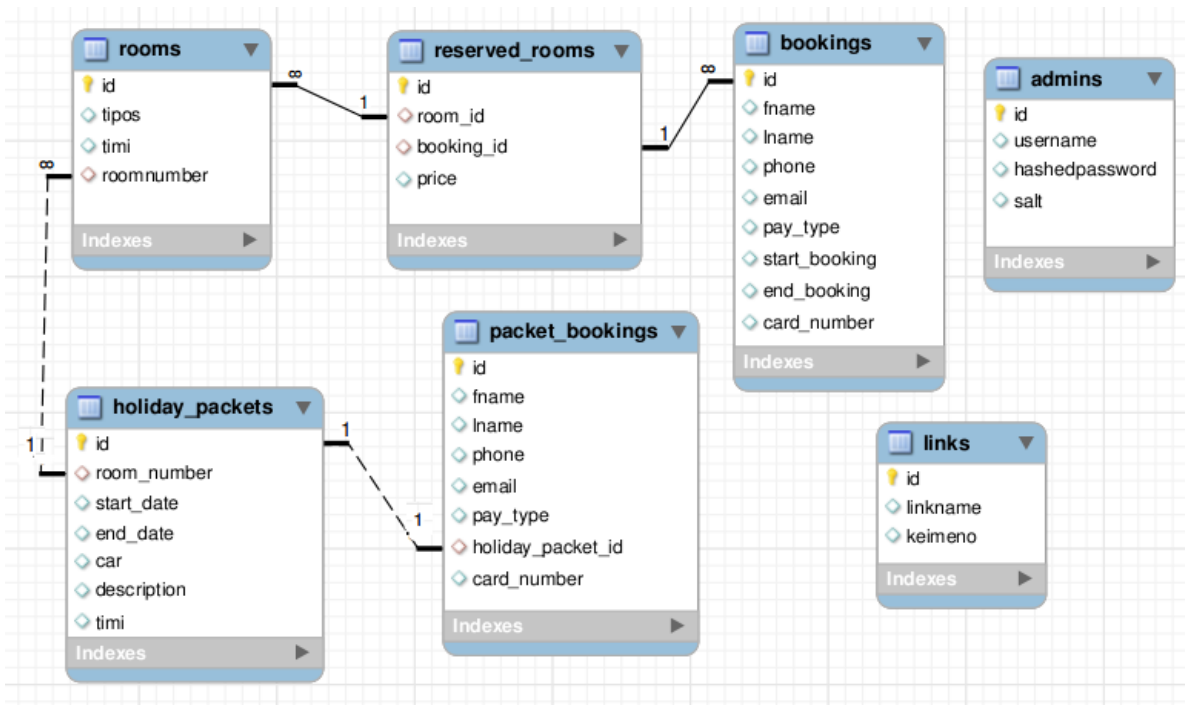 rooms
id
tipos
timi
roomnumber
Indexes
∞
1
reserved_rooms
id
room_id
booking_id
price
Indexes
∞
1
bookings
id
fname
lname
phone
email
pay_type
start_booking
end_booking
card_number
Indexes
admins
id
username
hashedpassword
salt
Indexes
∞
1
holiday_packets
id
room_number
start_date
end_date
car
description
timi
Indexes
1
1
packet_bookings
id
fname
lname
phone
email
pay_type
holiday_packet_id
card_number
Indexes
links
id
linkname
keimeno
Indexes